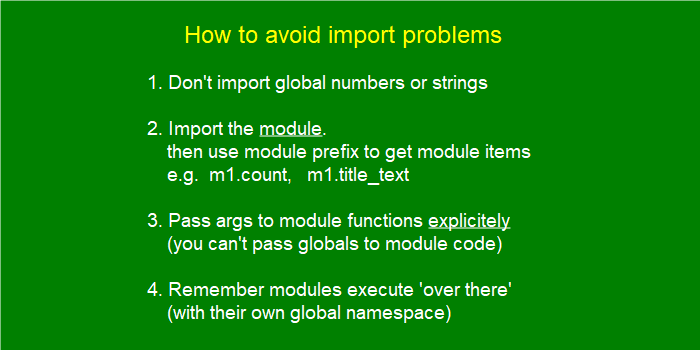 How to avoid import problems
1. Don't import global numbers or strings
2. Import the module.
then use module prefix to get module items
e.g. m1.count, m1.title_text
3. Pass args to module functions explicitely
(you can't pass globals to module code)
4. Remember modules execute 'over there'
(with their own global namespace)